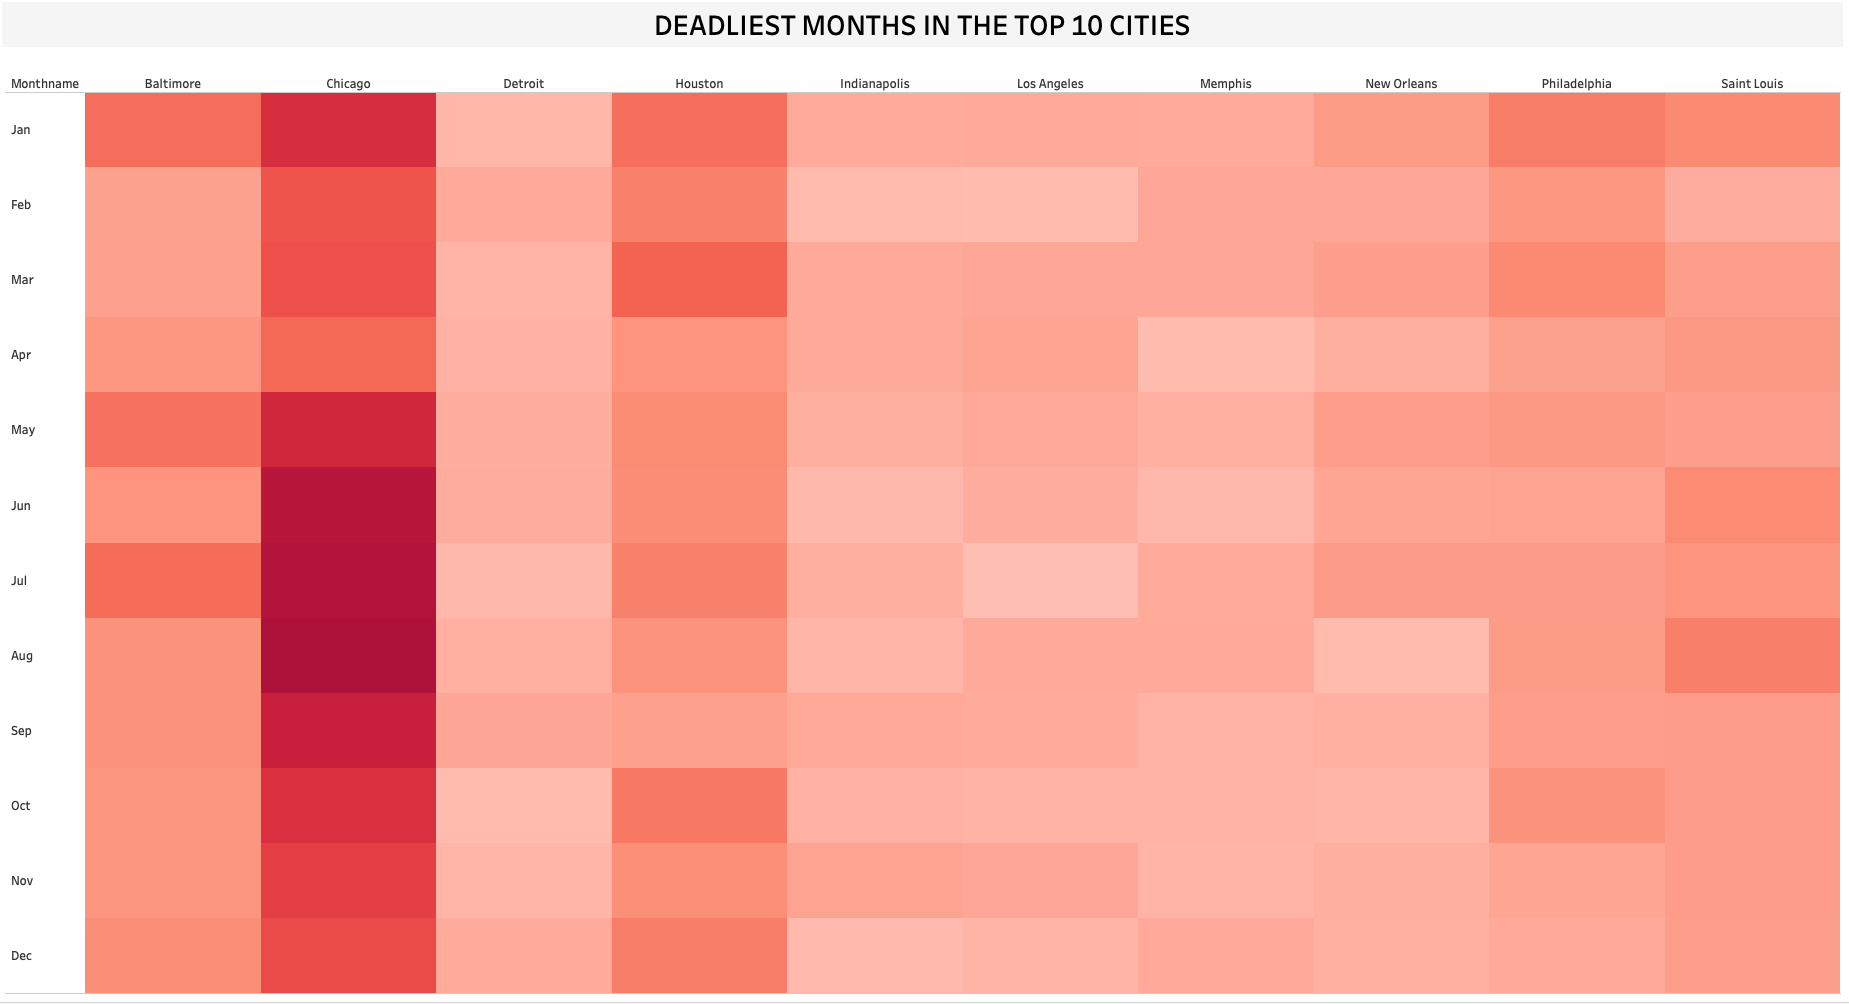 DEADLIEST MONTHS IN THE TOP 10 CITIES
Monthname Baltimore Chicago Detroit Houston Indianapolis Los Angeles Memphis New Orleans Philadelphia Saint Louis
Jan
Feb
Mar
Apr
May
Jun
Jul
Aug
Sep
Oct
Nov
Dec